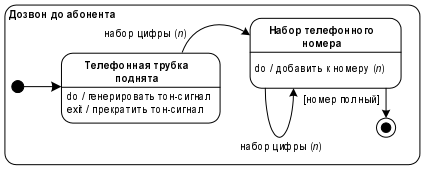 Дозвон до абонента
набор цифры (n)
Телефонная трубка
поднята
do / генерировать тон-сигнал
exit / прекратить тон-сигнал
Набор телефонного
номера
do / добавить к номеру (n)
[номер полный]
набор цифры (n)